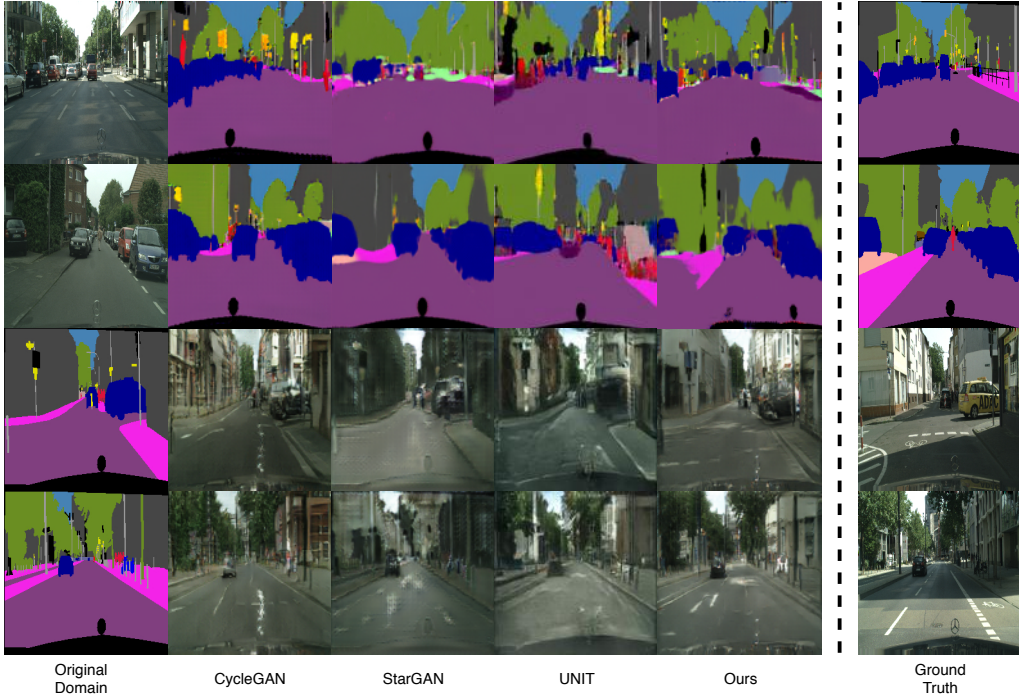 Original
Domain
CycleGAN
StarGAN
UNIT
Ours
Ground
Truth